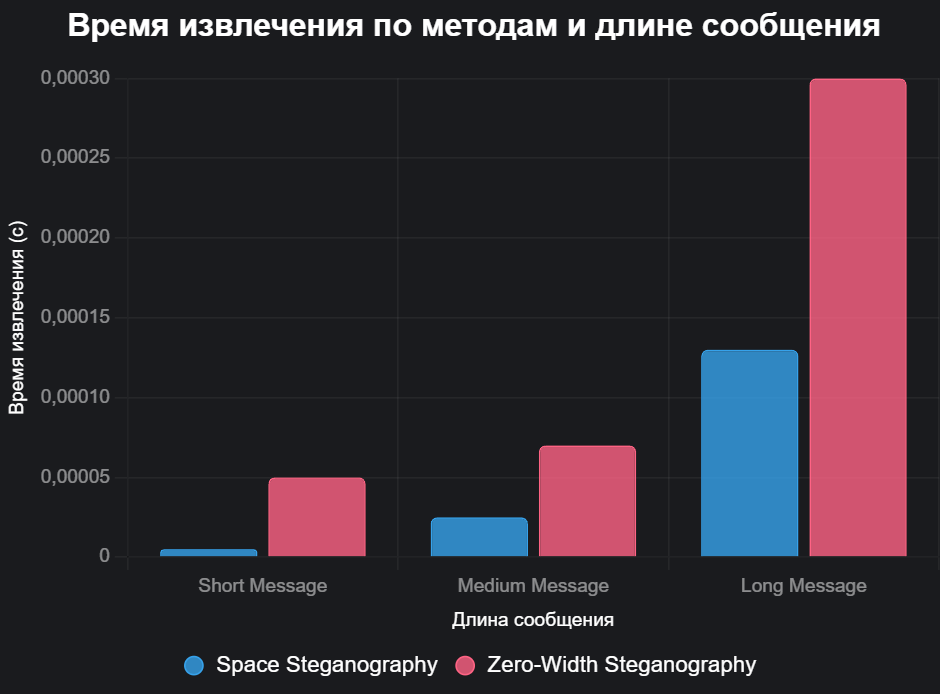 Время извлечения по методам и длине сообщения
0,00030
0,00025
0,00020
0,00015
0,00010
0,00005
0
Время извлечения (с)
Short Message
Medium Message
Long Message
Длина сообщения
Space Steganography
Zero-Width Steganography